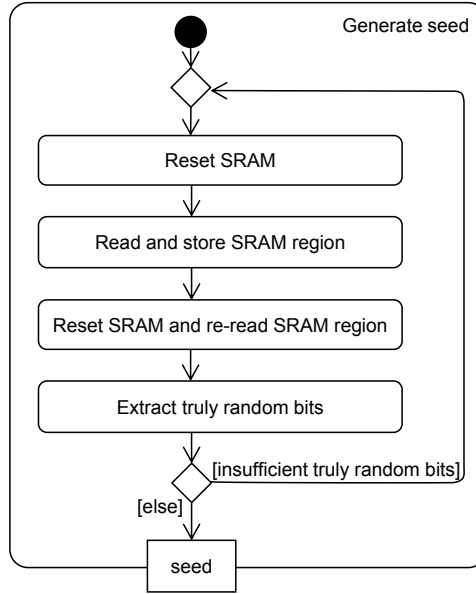 Generate seed
Reset SRAM
Read and store SRAM region
Reset SRAM and re-read SRAM region
Extract truly random bits
[insufficient truly random bits]
[else]
seed